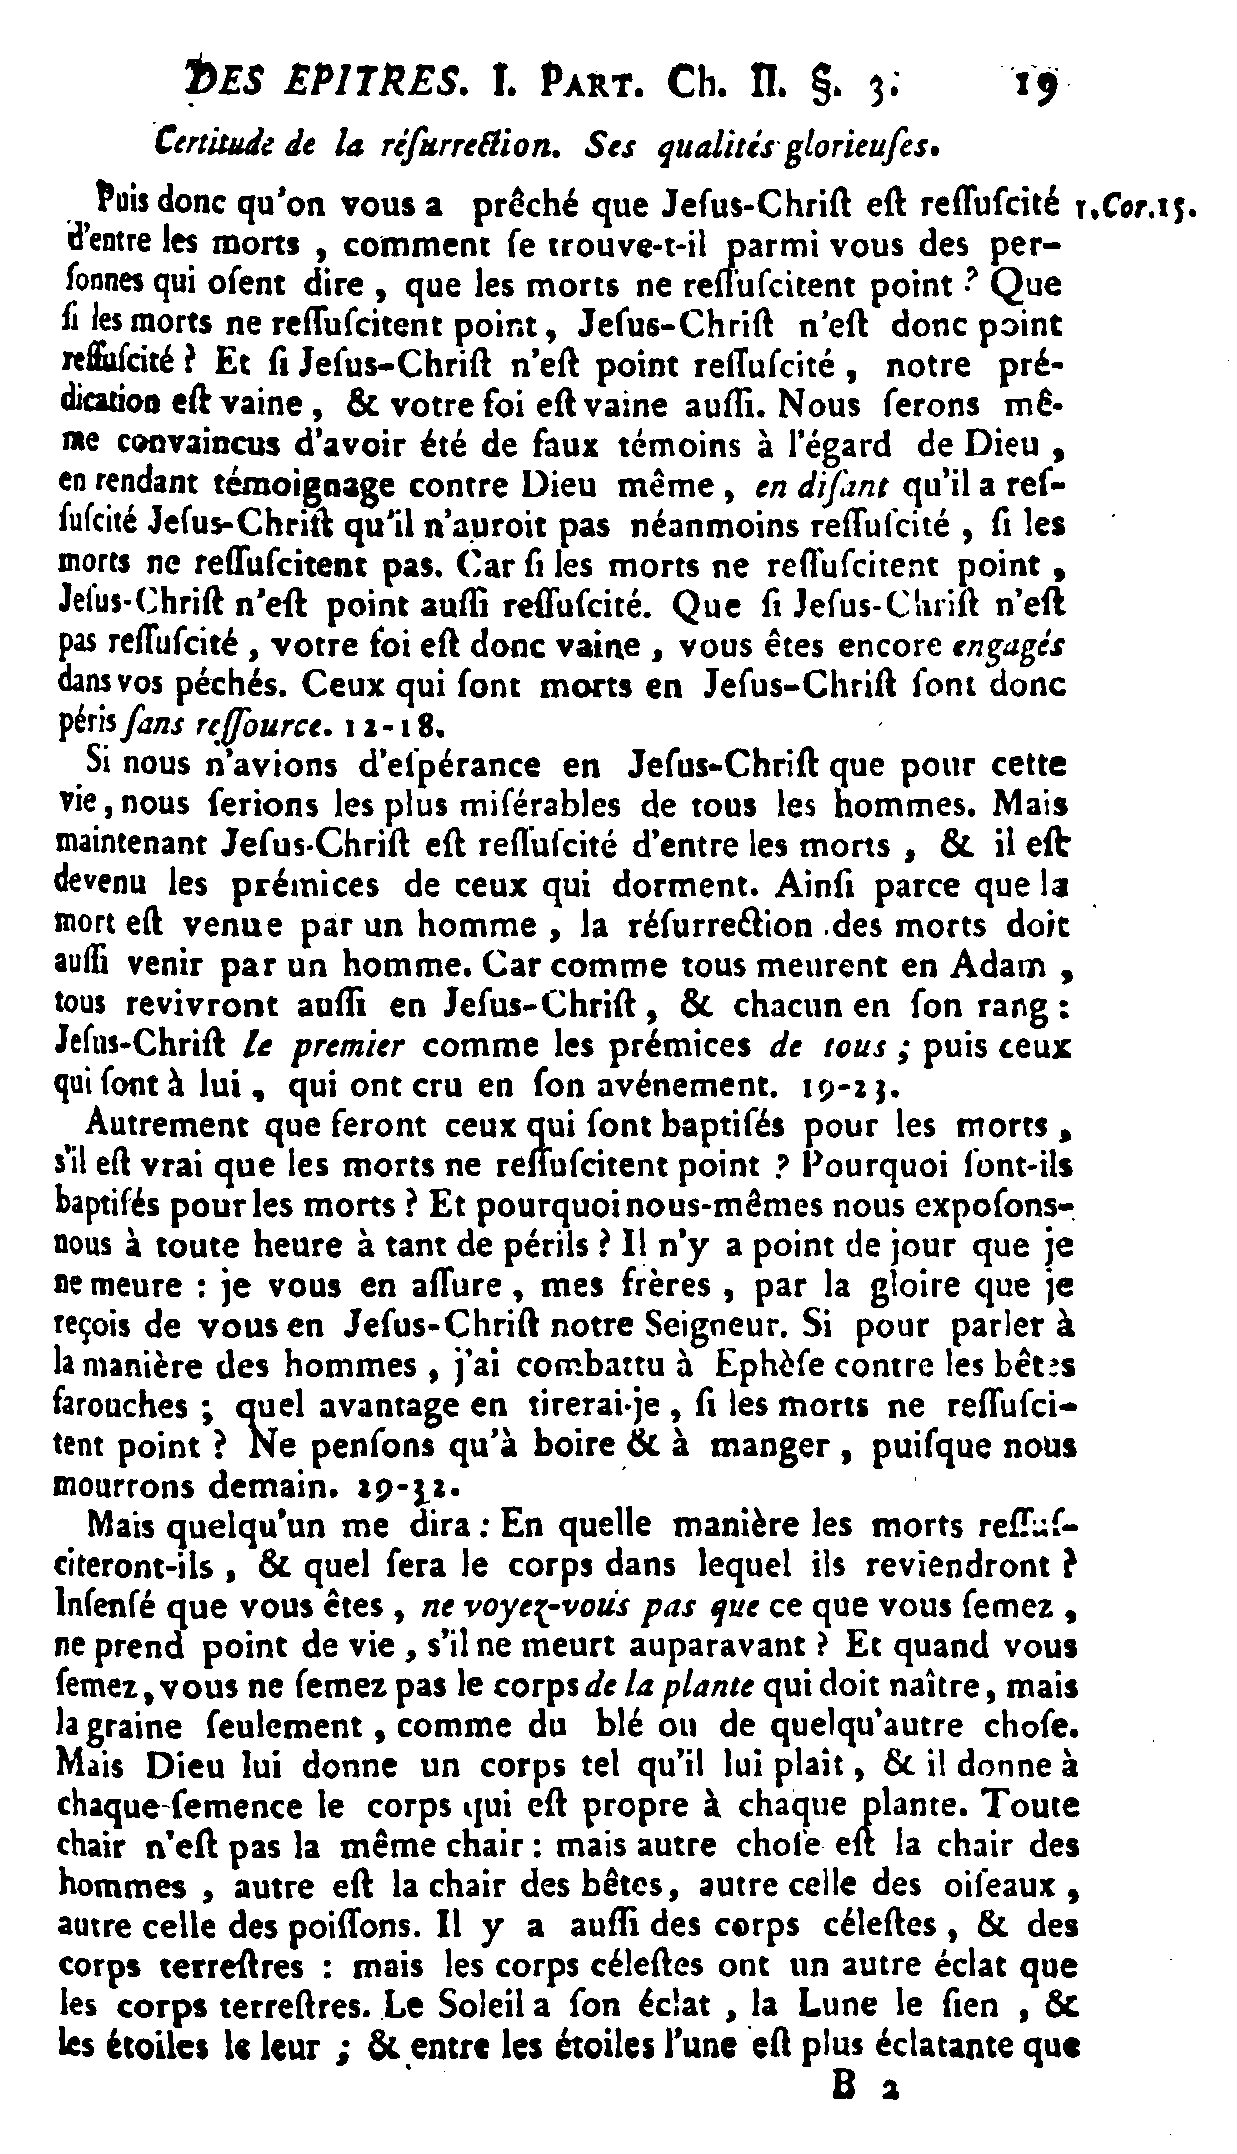 DES EPITRES. I. PART. Ch. II. §. 3. 19
Certitude de la réſurrection. Ses qualités glorieuſes.
Puis donc qu'on vous a prêché que Jeſus-Chriſt eſt reſſuſcité 1. Cor. 15.
d'entre les morts , comment ſe trouve-t-il parmi vous des per-
ſonnes qui oſent dire , que les morts ne reſſuſcitent point ? Que
ſi les morts ne reſſuſcitent point , Jeſus-Chriſt n'eſt donc point
reſſuſcité ? Et ſi Jeſus-Chriſt n'eſt point reſſuſcité , notre pré-
dication eſt vaine , & votre foi eſt vaine auſſi. Nous ſerons mê-
me convaincus d'avoir été de faux témoins à l'égard de Dieu ,
en rendant témoignage contre Dieu même , en diſant qu'il a reſ-
ſuſcité Jeſus-Chriſt qu'il n'auroit pas néanmoins reſſuſcité , ſi les
morts ne reſſuſcitent pas. Car ſi les morts ne reſſuſcitent point ,
Jeſus-Chriſt n'eſt point auſſi reſſuſcité. Que ſi Jeſus-Chriſt n'eſt
pas reſſuſcité , votre foi eſt donc vaine , vous êtes encore engagés
dans vos péchés. Ceux qui ſont morts en Jeſus-Chriſt ſont donc
péris ſans reſſource. 12-18.
Si nous n'avions d'eſpérance en Jeſus-Chriſt que pour cette
vie , nous ſerions les plus miſérables de tous les hommes. Mais
maintenant Jeſus-Chriſt eſt reſſuſcité d'entre les morts , & il eſt
devenu les prémices de ceux qui dorment. Ainſi parce que la
mort eſt venue par un homme , la réſurrection des morts doit
auſſi venir par un homme. Car comme tous meurent en Adam ,
tous revivront auſſi en Jeſus-Chriſt , & chacun en ſon rang :
Jeſus-Chriſt le premier comme les prémices de tous ; puis ceux
qui ſont à lui , qui ont cru en ſon avénement. 19-23.
Autrement que feront ceux qui ſont baptiſés pour les morts ,
s'il eſt vrai que les morts ne reſſuſcitent point ? Pourquoi ſont-ils
baptiſés pour les morts ? Et pourquoi nous-mêmes nous expoſons-
nous à toute heure à tant de périls ? Il n'y a point de jour que je
ne meure : je vous en aſſure , mes frères , par la gloire que je
reçois de vous en Jeſus-Chriſt notre Seigneur. Si pour parler à
la manière des hommes , j'ai combattu à Ephèſe contre les bêtes
farouches ; quel avantage en tirerai-je , ſi les morts ne reſſuſci-
tent point ? Ne penſons qu'à boire & à manger , puiſque nous
mourrons demain. 29-32.
Mais quelqu'un me dira : En quelle manière les morts reſſuſ-
citeront-ils , & quel ſera le corps dans lequel ils reviendront ?
Inſenſé que vous êtes , ne voyez-vous pas que ce que vous ſemez ,
ne prend point de vie , s'il ne meurt auparavant ? Et quand vous
ſemez , vous ne ſemez pas le corps de la plante qui doit naître , mais
la graine ſeulement , comme du blé ou de quelqu'autre choſe.
Mais Dieu lui donne un corps tel qu'il lui plait , & il donne à
chaque ſemence le corps qui eſt propre à chaque plante. Toute
chair n'eſt pas la même chair : mais autre choſe eſt la chair des
hommes , autre eſt la chair des bêtes , autre celle des oiſeaux ,
autre celle des poiſſons. Il y a auſſi des corps céleſtes , & des
corps terreſtres : mais les corps céleſtes ont un autre éclat que
les corps terreſtres. Le Soleil a ſon éclat , la Lune le ſien , &
les étoiles le leur ; & entre les étoiles l'une eſt plus éclatante que
B 2